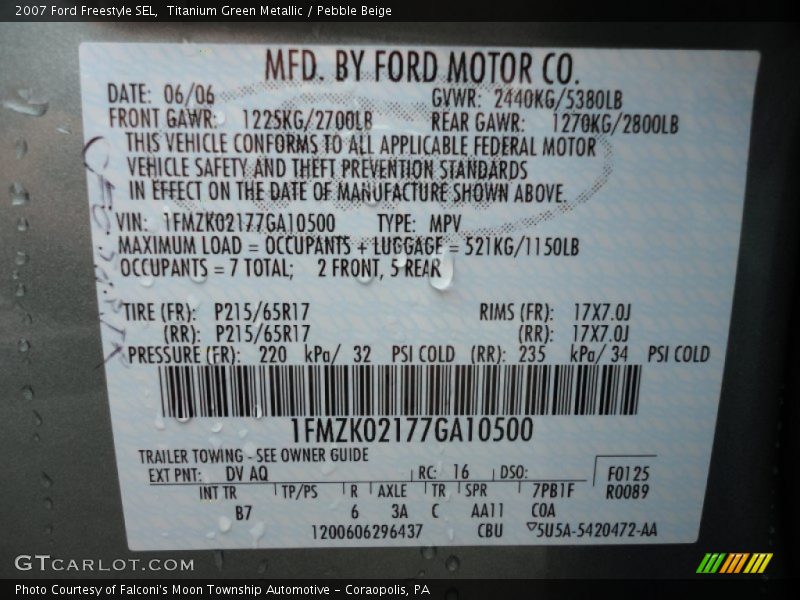 2007 Ford Freestyle SEL,  Titanium Green Metallic / Pebble Beige
MFD. BY FORD MOTOR CO.
DATE: 06/06 GVWR: 2440KG/5380LB
FRONT GAWR: 1225KG/2700LB REAR GAWR: 1270KG/2800LB
THIS VEHICLE CONFORMS TO ALL APPLICABLE FEDERAL MOTOR
VEHICLE SAFETY AND THEFT PREVENTION STANDARDS
IN EFFECT ON THE DATE OF MANUFACTURE SHOWN ABOVE.
VIN: 1FMZK02177GA10500 TYPE: MPV
MAXIMUM LOAD = OCCUPANTS + LUGGAGE = 521KG/1150LB
OCCUPANTS = 7 TOTAL; 2 FRONT, 5 REAR
TIRE (FR): P215/65R17 RIMS (FR): 17X7.0J
(RR): P215/65R17 (RR): 17X7.0J
PRESSURE (FR): 220 kPa/ 32 PSI COLD (RR): 235 kPa/ 34 PSI COLD
1FMZK02177GA10500
TRAILER TOWING - SEE OWNER GUIDE
EXT PNT: DV AQ RC: 16 DSO: F0125
INT TR TP/PS R AXLE TR SPR 7PB1F R0089
B7 6 3A C AA11 COA
1200606296437 CBU ▽5U5A-5420472-AA
GTCARLOT.COM
Photo Courtesy of Falconi's Moon Township Automotive - Coraopolis, PA